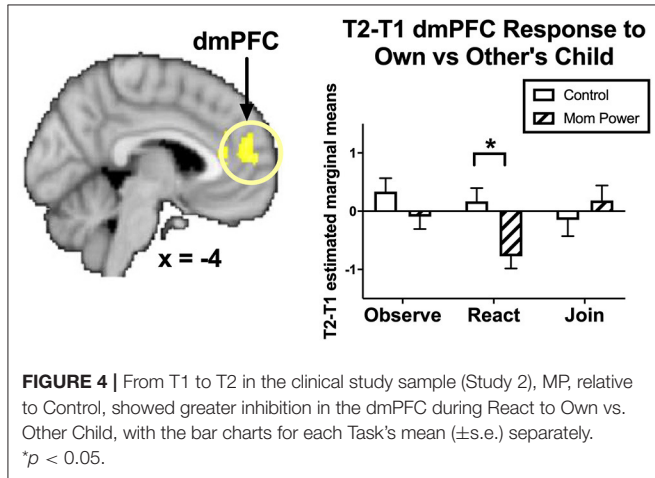 dmPFC
x = -4
T2-T1 dmPFC Response to
Own vs Other's Child
Control
Mom Power
T2-T1 estimated marginal means
1
0
-1
*
Observe
React
Join
FIGURE 4 | From T1 to T2 in the clinical study sample (Study 2), MP, relative
to Control, showed greater inhibition in the dmPFC during React to Own vs.
Other Child, with the bar charts for each Task's mean (±s.e.) separately.
*p < 0.05.